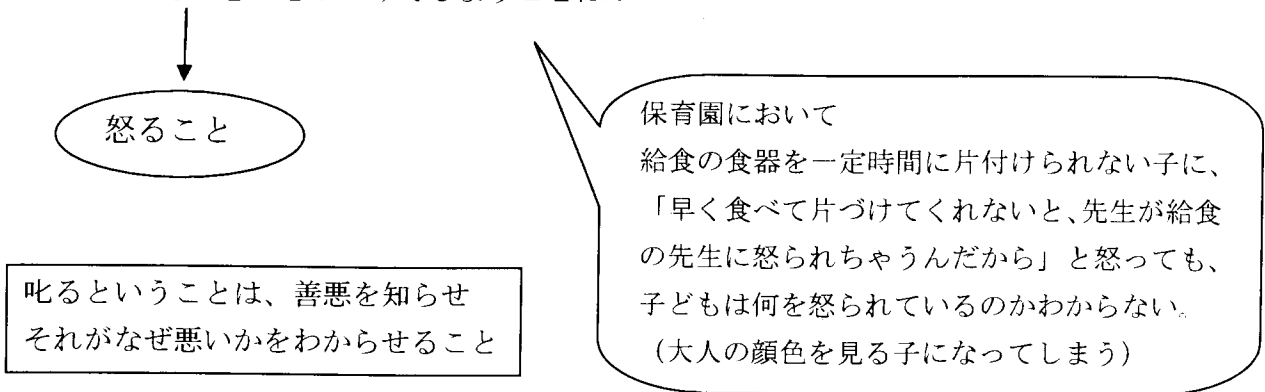 怒ること
保育園において
給食の食器を一定時間に片付けられない子に、
「早く食べて片づけてくれないと、先生が給食
の先生に怒られちゃうんだから」と怒っても、
子どもは何を怒られているのかわからない。
（大人の顔色を見る子になってしまう）
叱るということは、善悪を知らせ
それがなぜ悪いかをわからせること